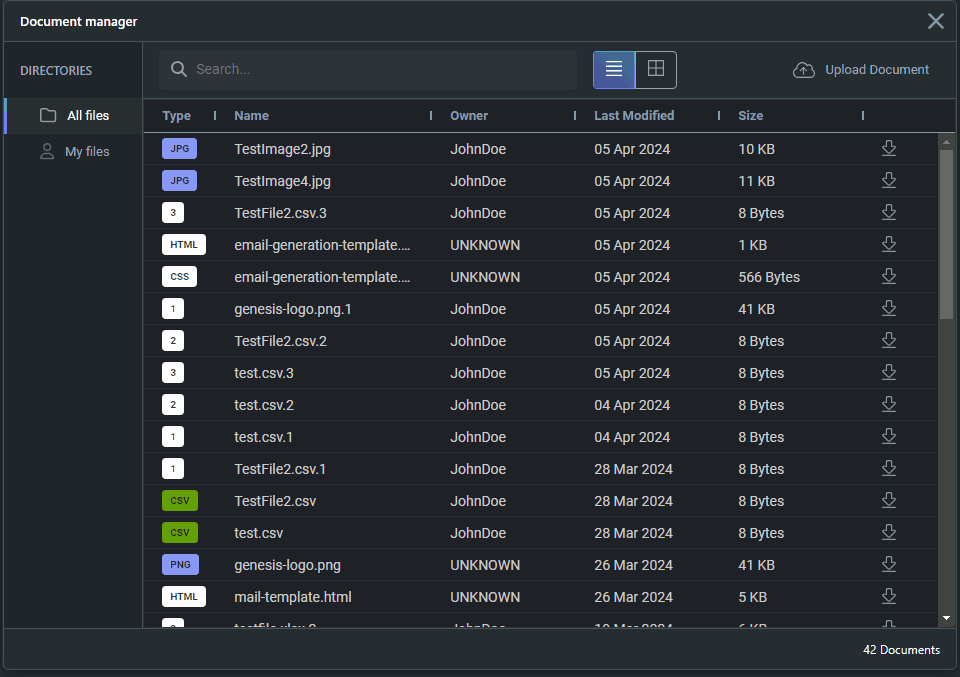 Document manager
DIRECTORIES
Search...
Upload Document
All files
My files
Type Name Owner Last Modified Size
JPG TestImage2.jpg JohnDoe 05 Apr 2024 10 KB
JPG TestImage4.jpg JohnDoe 05 Apr 2024 11 KB
3 TestFile2.csv.3 JohnDoe 05 Apr 2024 8 Bytes
HTML email-generation-template.... UNKNOWN 05 Apr 2024 1 KB
CSS email-generation-template.... UNKNOWN 05 Apr 2024 566 Bytes
1 genesis-logo.png.1 JohnDoe 05 Apr 2024 41 KB
2 TestFile2.csv.2 JohnDoe 05 Apr 2024 8 Bytes
3 test.csv.3 JohnDoe 05 Apr 2024 8 Bytes
2 test.csv.2 JohnDoe 04 Apr 2024 8 Bytes
1 test.csv.1 JohnDoe 04 Apr 2024 8 Bytes
1 TestFile2.csv.1 JohnDoe 28 Mar 2024 8 Bytes
CSV TestFile2.csv JohnDoe 28 Mar 2024 8 Bytes
CSV test.csv JohnDoe 28 Mar 2024 8 Bytes
PNG genesis-logo.png UNKNOWN 26 Mar 2024 41 KB
HTML mail-template.html UNKNOWN 26 Mar 2024 5 KB
JohnDoe Mar 2024 KB
42 Documents